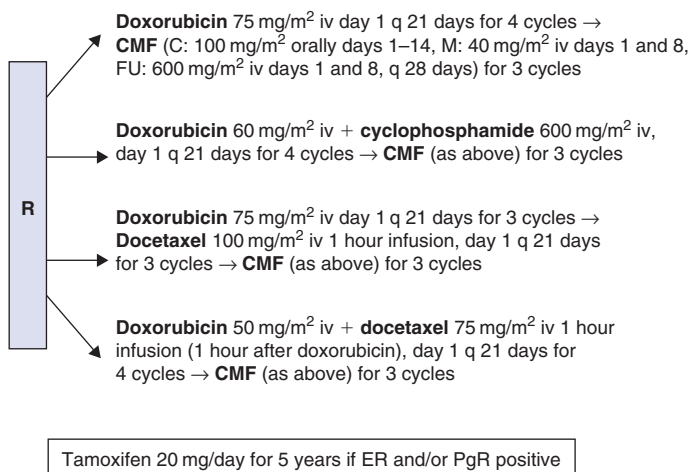 Doxorubicin 75 mg/m² iv day 1 q 21 days for 4 cycles →
CMF (C: 100 mg/m² orally days 1–14, M: 40 mg/m² iv days 1 and 8,
FU: 600 mg/m² iv days 1 and 8, q 28 days) for 3 cycles
Doxorubicin 60 mg/m² iv + cyclophosphamide 600 mg/m² iv,
day 1 q 21 days for 4 cycles → CMF (as above) for 3 cycles
R
Doxorubicin 75 mg/m² iv day 1 q 21 days for 3 cycles →
Docetaxel 100 mg/m² iv 1 hour infusion, day 1 q 21 days
for 3 cycles → CMF (as above) for 3 cycles
Doxorubicin 50 mg/m² iv + docetaxel 75 mg/m² iv 1 hour
infusion (1 hour after doxorubicin), day 1 q 21 days for
4 cycles → CMF (as above) for 3 cycles
Tamoxifen 20 mg/day for 5 years if ER and/or PgR positive